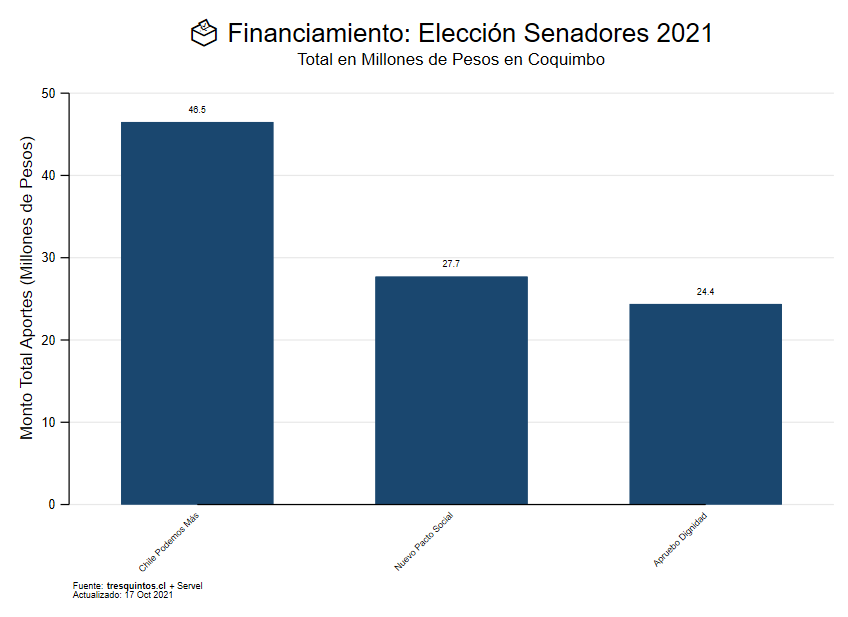 Financiamiento: Elección Senadores 2021
Total en Millones de Pesos en Coquimbo
Monto Total Aportes (Millones de Pesos)
50
40
30
20
10
0
46.5
27.7
24.4
Chile Podemos Más
Nuevo Pacto Social
Apruebo Dignidad
Fuente: tresquintos.cl + Servel
Actualizado: 17 Oct 2021